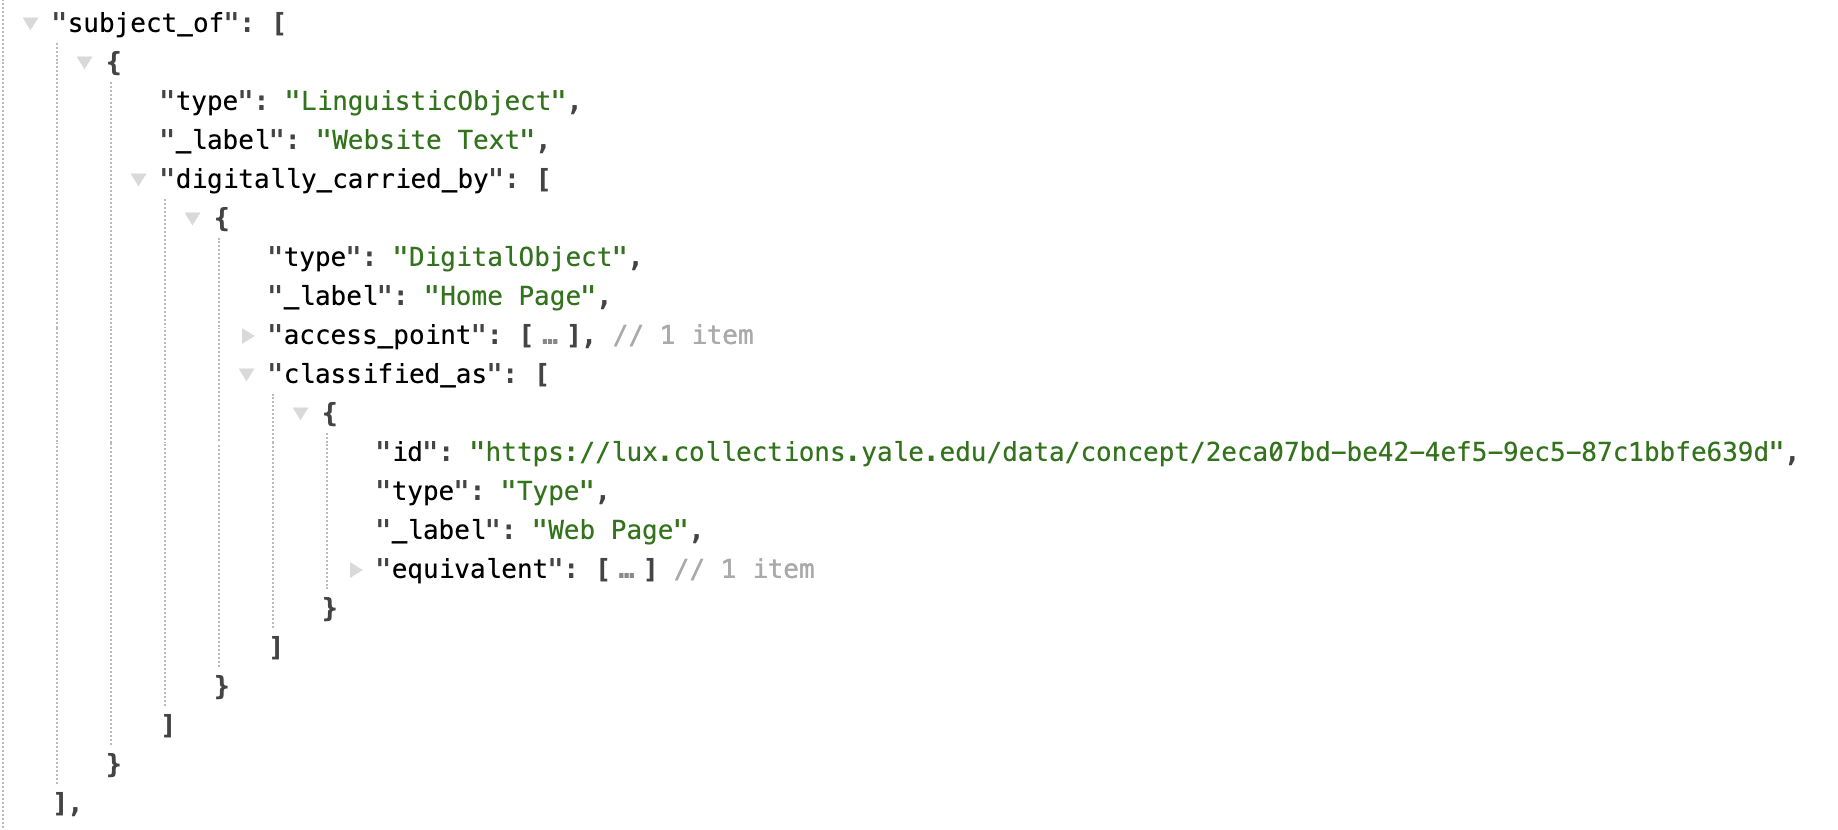 "subject_of": [
{
"type": "LinguisticObject",
"_label": "Website Text",
"digitally_carried_by": [
{
"type": "DigitalObject",
"_label": "Home Page",
"access_point": [ … ], // 1 item
"classified_as": [
{
"id": "https://lux.collections.yale.edu/data/concept/2eca07bd-be42-4ef5-9ec5-87c1bbfe639d",
"type": "Type",
"_label": "Web Page",
"equivalent": [ … ] // 1 item
}
]
}
]
}
],